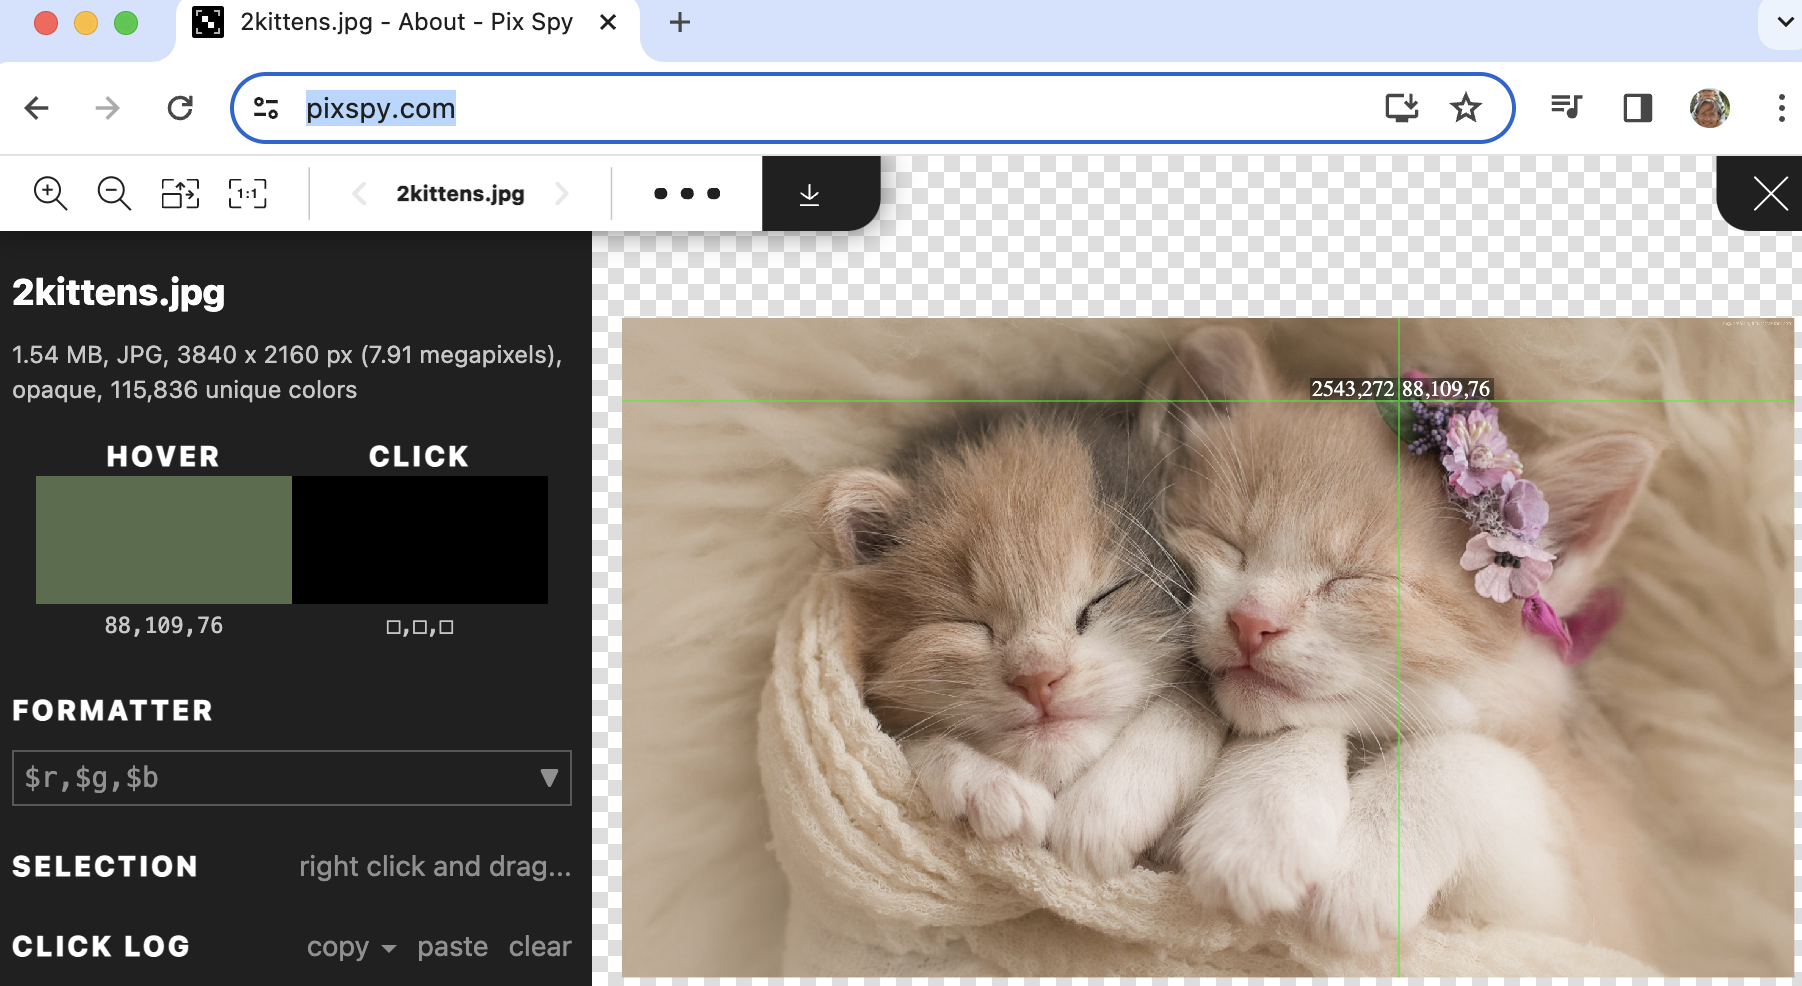 2kittens.jpg - About - Pix Spy
pixspy.com
1:1
2kittens.jpg
2kittens.jpg
1.54 MB, JPG, 3840 x 2160 px (7.91 megapixels),
opaque, 115,836 unique colors
HOVER CLICK
88,109,76 □,□,□
FORMATTER
$r,$g,$b
SELECTION right click and drag...
CLICK LOG copy paste clear
2543,272 88,109,76